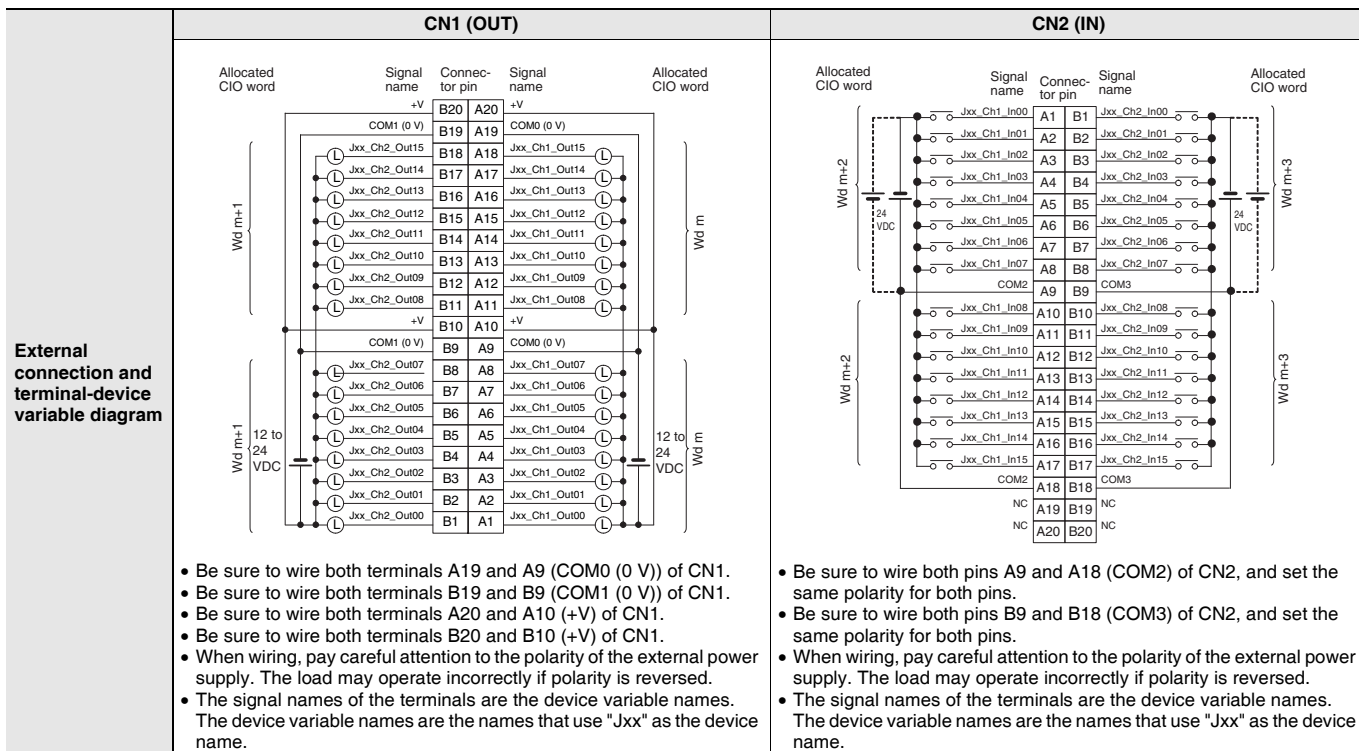 CN1 (OUT)
CN2 (IN)
External
connection and
terminal-device
variable diagram
Allocated
CIO word
Signal
name
Connec-
tor pin
Signal
name
Allocated
CIO word
+V B20 A20 +V
COM1 (0 V) B19 A19 COM0 (0 V)
Jxx_Ch2_Out15 B18 A18 Jxx_Ch1_Out15
L Jxx_Ch2_Out14 B17 A17 Jxx_Ch1_Out14 L
L Jxx_Ch2_Out13 B16 A16 Jxx_Ch1_Out13 L
L Jxx_Ch2_Out12 B15 A15 Jxx_Ch1_Out12 L
L Jxx_Ch2_Out11 B14 A14 Jxx_Ch1_Out11 L
L Jxx_Ch2_Out10 B13 A13 Jxx_Ch1_Out10 L
L Jxx_Ch2_Out09 B12 A12 Jxx_Ch1_Out09 L
L Jxx_Ch2_Out08 B11 A11 Jxx_Ch1_Out08 L
Wd m+1
Wd m
+V B10 A10 +V
COM1 (0 V) B9 A9 COM0 (0 V)
L Jxx_Ch2_Out07 B8 A8 Jxx_Ch1_Out07 L
L Jxx_Ch2_Out06 B7 A7 Jxx_Ch1_Out06 L
L Jxx_Ch2_Out05 B6 A6 Jxx_Ch1_Out05 L
L Jxx_Ch2_Out04 B5 A5 Jxx_Ch1_Out04 L
L Jxx_Ch2_Out03 B4 A4 Jxx_Ch1_Out03 L
L Jxx_Ch2_Out02 B3 A3 Jxx_Ch1_Out02 L
L Jxx_Ch2_Out01 B2 A2 Jxx_Ch1_Out01 L
L Jxx_Ch2_Out00 B1 A1 Jxx_Ch1_Out00 L
Wd m+1
12 to
24
VDC
12 to
24
VDC
Wd m
• Be sure to wire both terminals A19 and A9 (COM0 (0 V)) of CN1.
• Be sure to wire both terminals B19 and B9 (COM1 (0 V)) of CN1.
• Be sure to wire both terminals A20 and A10 (+V) of CN1.
• Be sure to wire both terminals B20 and B10 (+V) of CN1.
• When wiring, pay careful attention to the polarity of the external power
supply. The load may operate incorrectly if polarity is reversed.
• The signal names of the terminals are the device variable names.
The device variable names are the names that use "Jxx" as the device
name.
Allocated
CIO word
Signal
name
Connec-
tor pin
Signal
name
Allocated
CIO word
Jxx_Ch1_In00 A1 B1 Jxx_Ch2_In00
Jxx_Ch1_In01 A2 B2 Jxx_Ch2_In01
Jxx_Ch1_In02 A3 B3 Jxx_Ch2_In02
Jxx_Ch1_In03 A4 B4 Jxx_Ch2_In03
Jxx_Ch1_In04 A5 B5 Jxx_Ch2_In04
Jxx_Ch1_In05 A6 B6 Jxx_Ch2_In05
Jxx_Ch1_In06 A7 B7 Jxx_Ch2_In06
Jxx_Ch1_In07 A8 B8 Jxx_Ch2_In07
Wd m+2
24
VDC
24
VDC
Wd m+3
COM2 A9 B9 COM3
Jxx_Ch1_In08 A10 B10 Jxx_Ch2_In08
Jxx_Ch1_In09 A11 B11 Jxx_Ch2_In09
Jxx_Ch1_In10 A12 B12 Jxx_Ch2_In10
Jxx_Ch1_In11 A13 B13 Jxx_Ch2_In11
Jxx_Ch1_In12 A14 B14 Jxx_Ch2_In12
Jxx_Ch1_In13 A15 B15 Jxx_Ch2_In13
Jxx_Ch1_In14 A16 B16 Jxx_Ch2_In14
Jxx_Ch1_In15 A17 B17 Jxx_Ch2_In15
Wd m+2
Wd m+3
COM2 A18 B18 COM3
NC A19 B19 NC
NC A20 B20 NC
• Be sure to wire both pins A9 and A18 (COM2) of CN2, and set the
same polarity for both pins.
• Be sure to wire both pins B9 and B18 (COM3) of CN2, and set the
same polarity for both pins.
• When wiring, pay careful attention to the polarity of the external power
supply. The load may operate incorrectly if polarity is reversed.
• The signal names of the terminals are the device variable names.
The device variable names are the names that use "Jxx" as the device
name.